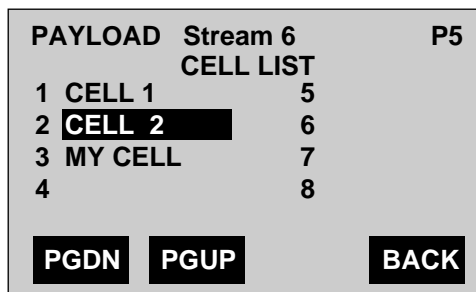 PAYLOAD Stream 6 P5
CELL LIST
1 CELL 1 5
2 CELL 2 6
3 MY CELL 7
4 8
PGDN PGUP BACK